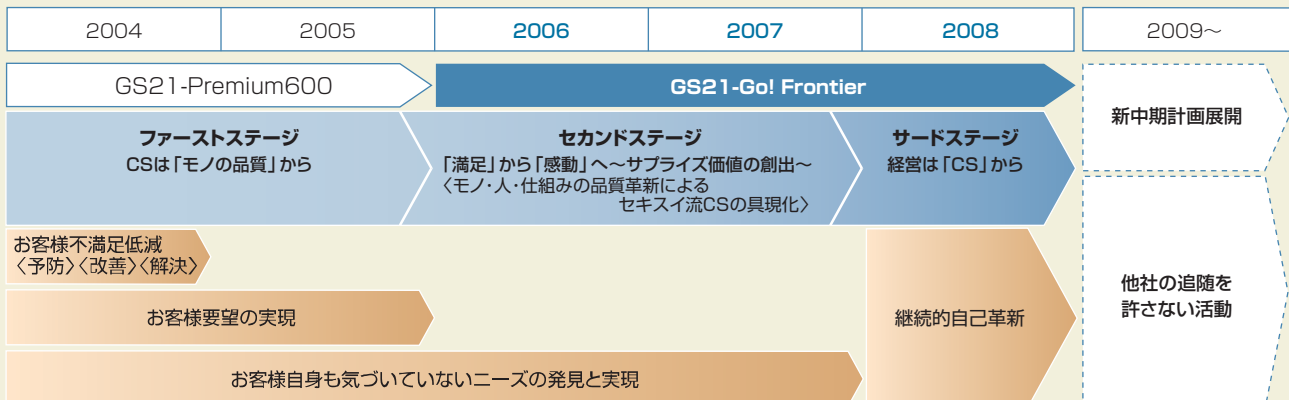 2004
2005
2006
2007
2008
2009〜
GS21-Premium600
GS21-Go! Frontier
新中期計画展開
ファーストステージ
CSは「モノの品質」から
セカンドステージ
「満足」から「感動」へ〜サプライズ価値の創出〜
〈モノ・人・仕組みの品質革新による
セキスイ流CSの具現化〉
サードステージ
経営は「CS」から
お客様不満足低減
〈予防〉〈改善〉〈解決〉
お客様要望の実現
お客様自身も気づいていないニーズの発見と実現
継続的自己革新
他社の追随を
許さない活動